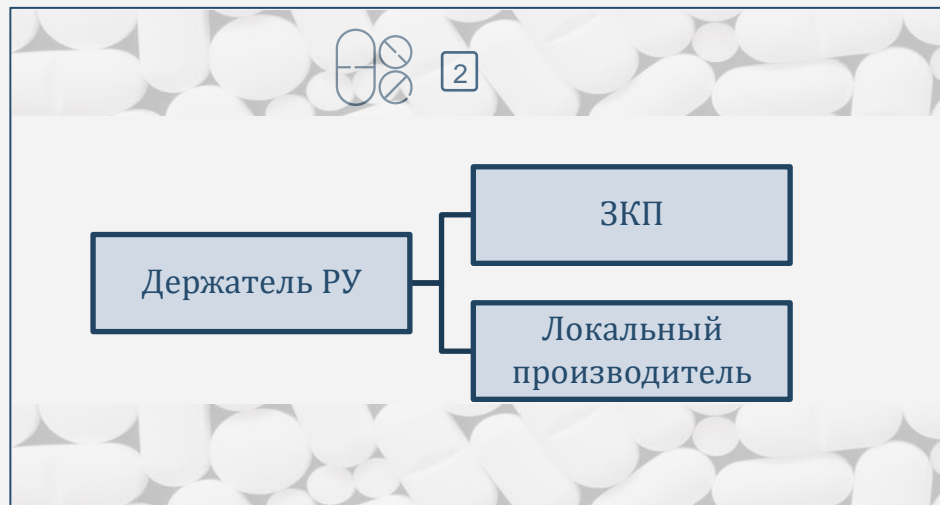 2
ЗКП
Держатель РУ
Локальный
производитель